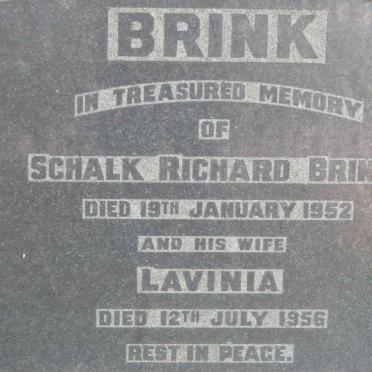 BRINK
IN TREASURED MEMORY
OF
SCHALK RICHARD BRIN
DIED 19TH JANUARY 1952
AND HIS WIFE
LAVINIA
DIED 12TH JULY 1956
REST IN PEACE.